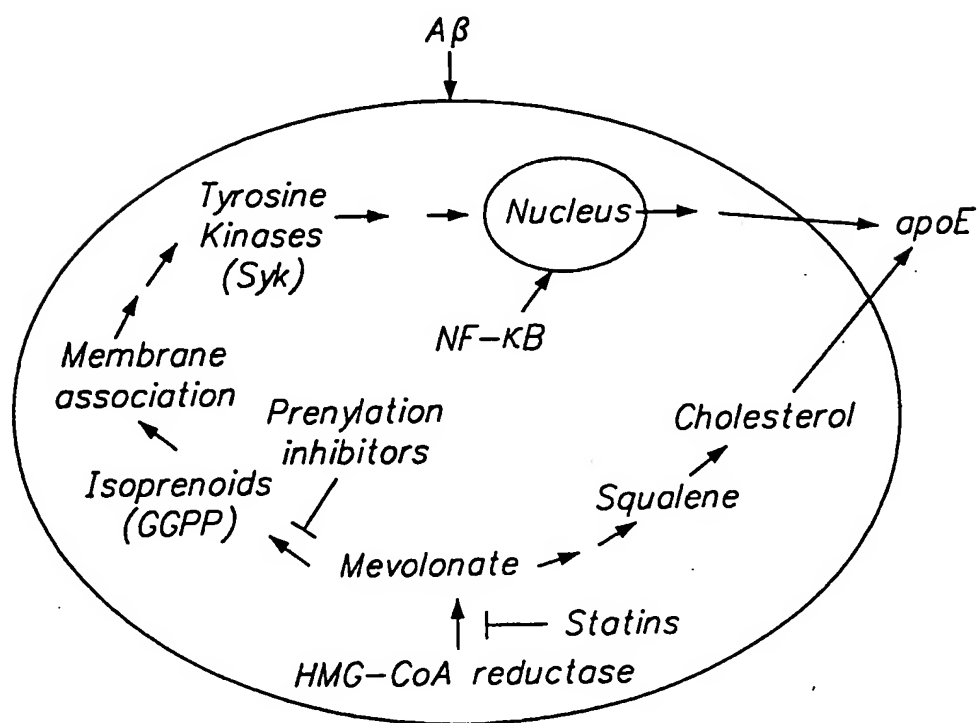 Aβ
Tyrosine
Kinases
(Syk)
Nucleus
apoE
NF-κB
Membrane
association
Prenylation
inhibitors
Cholesterol
Isoprenoids
(GGPP)
Squalene
Mevolonate
Statins
HMG-CoA reductase